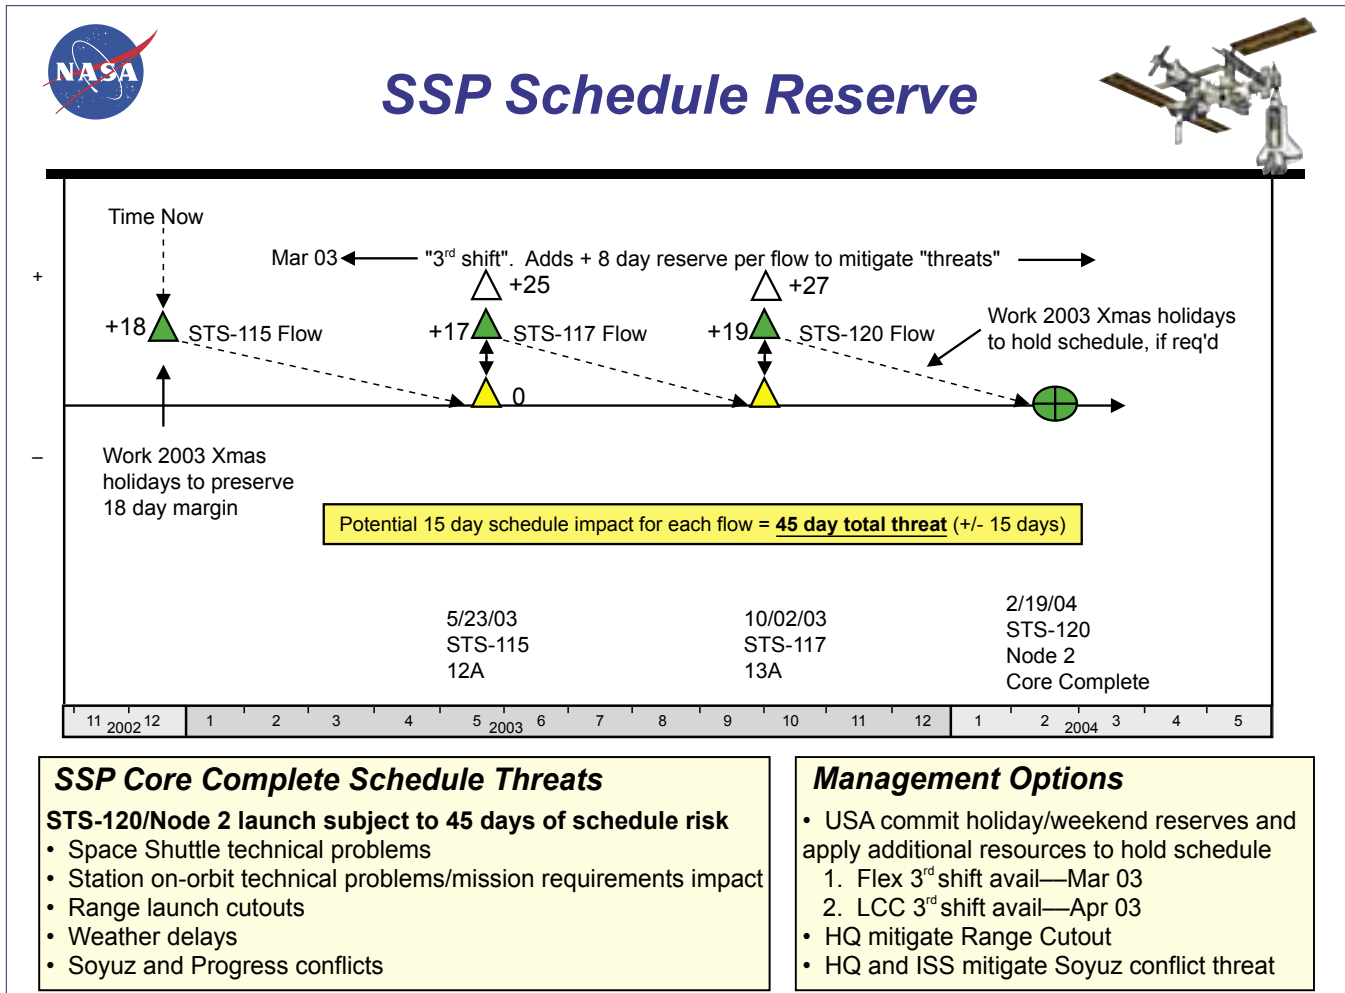 NASA
SSP Schedule Reserve
Time Now
Mar 03
"3rd shift".  Adds + 8 day reserve per flow to mitigate "threats"
+
+25
+27
+18
STS-115 Flow
+17
STS-117 Flow
+19
STS-120 Flow
Work 2003 Xmas holidays
to hold schedule, if req'd
0
–
Work 2003 Xmas
holidays to preserve
18 day margin
Potential 15 day schedule impact for each flow = 45 day total threat (+/- 15 days)
5/23/03
STS-115
12A
10/02/03
STS-117
13A
2/19/04
STS-120
Node 2
Core Complete
11 12 1 2 3 4 5 6 7 8 9 10 11 12 1 2 3 4 5
2002 2003 2004
SSP Core Complete Schedule Threats
STS-120/Node 2 launch subject to 45 days of schedule risk
• Space Shuttle technical problems
• Station on-orbit technical problems/mission requirements impact
• Range launch cutouts
• Weather delays
• Soyuz and Progress conflicts
Management Options
• USA commit holiday/weekend reserves and
apply additional resources to hold schedule
1. Flex 3rd shift avail—Mar 03
2. LCC 3rd shift avail—Apr 03
• HQ mitigate Range Cutout
• HQ and ISS mitigate Soyuz conflict threat